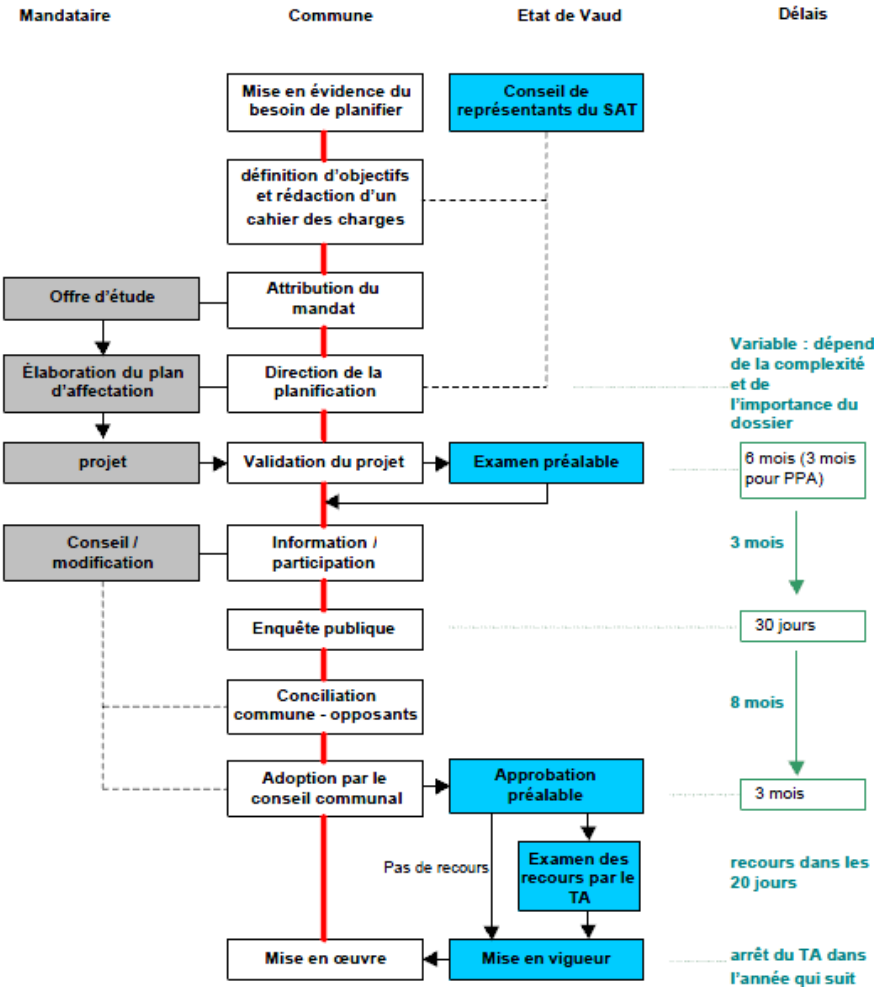 Mandataire
Commune
Etat de Vaud
Délais
Mise en évidence du
besoin de planifier
Conseil de
représentants du SAT
définition d'objectifs
et rédaction d'un
cahier des charges
Offre d'étude
Attribution du
mandat
Élaboration du plan
d'affectation
Direction de la
planification
Variable : dépend
de la complexité
et de
l'importance du
dossier
projet
Validation du projet
Examen préalable
6 mois (3 mois
pour PPA)
Conseil /
modification
Information /
participation
3 mois
Enquête publique
30 jours
Conciliation
commune - opposants
8 mois
Adoption par le
conseil communal
Approbation
préalable
3 mois
Pas de recours
Examen des
recours par le
TA
recours dans les
20 jours
Mise en œuvre
Mise en vigueur
arrêt du TA dans
l'année qui suit